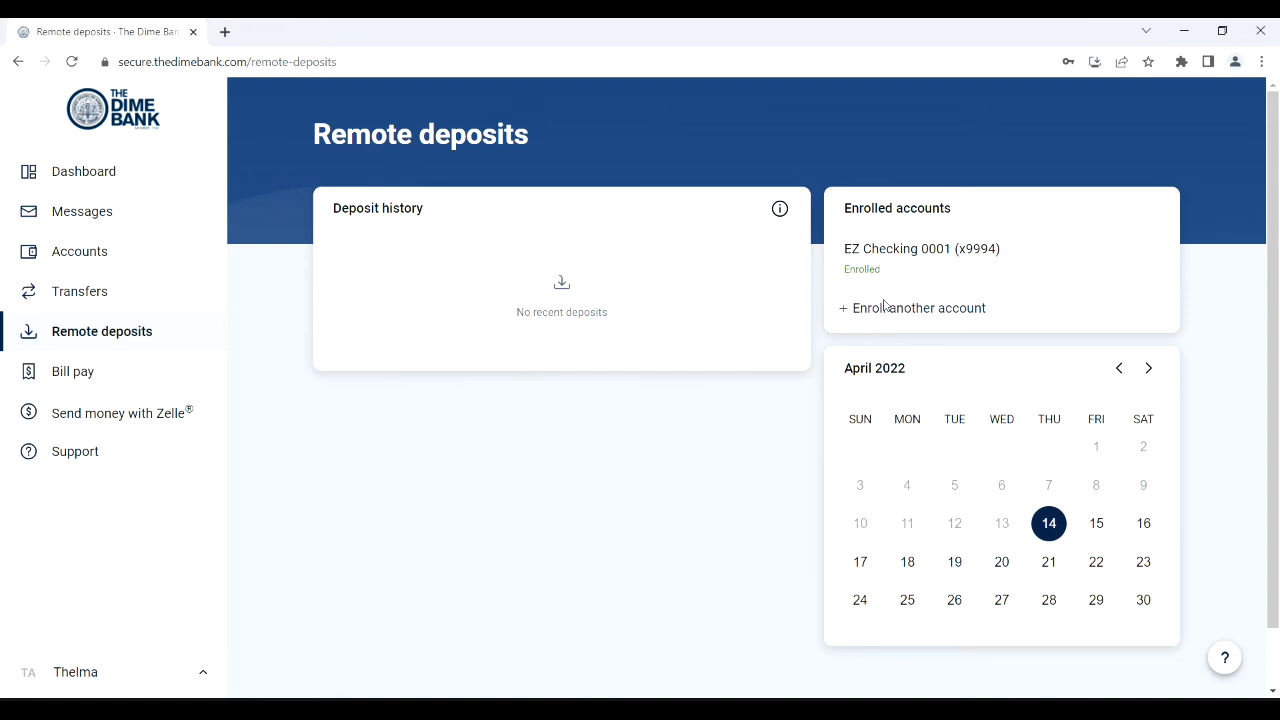 Remote deposits · The Dime Ban
secure.thedimebank.com/remote-deposits
THE
DIME
BANK
Dashboard
Messages
Accounts
Transfers
Remote deposits
Bill pay
Send money with Zelle®
Support
TA Thelma
Remote deposits
Deposit history
No recent deposits
Enrolled accounts
EZ Checking 0001 (x9994)
Enrolled
+ Enroll another account
April 2022
SUN MON TUE WED THU FRI SAT
1 2
3 4 5 6 7 8 9
10 11 12 13 14 15 16
17 18 19 20 21 22 23
24 25 26 27 28 29 30
?